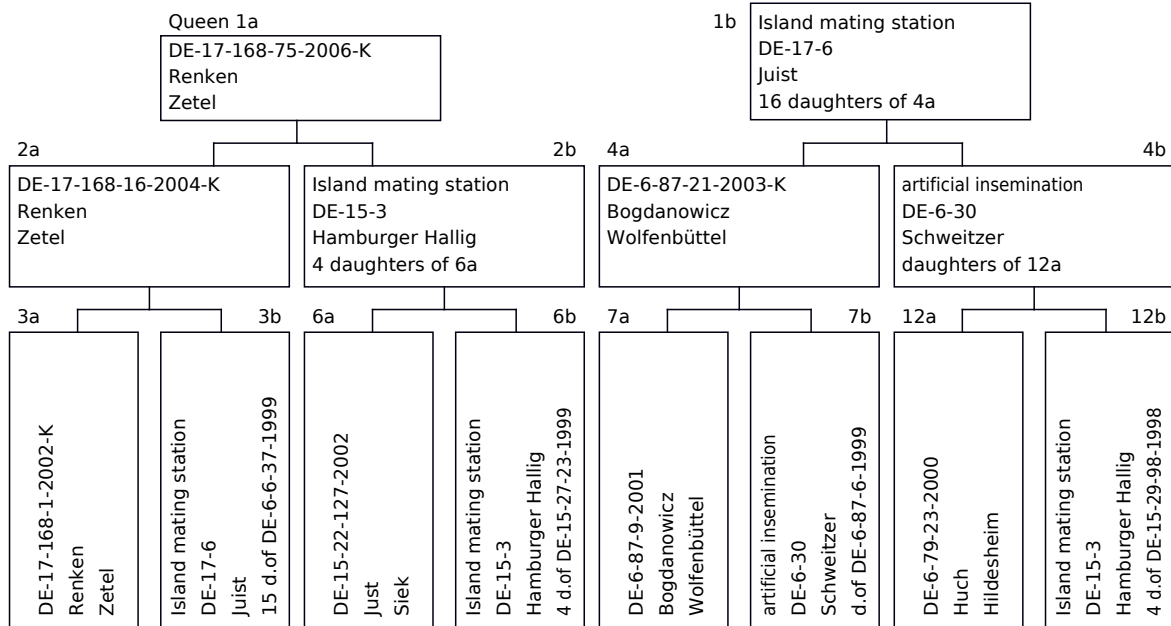 Queen 1a
DE-17-168-75-2006-K
Renken
Zetel
1b
Island mating station
DE-17-6
Juist
16 daughters of 4a
2a
DE-17-168-16-2004-K
Renken
Zetel
2b
Island mating station
DE-15-3
Hamburger Hallig
4 daughters of 6a
4a
DE-6-87-21-2003-K
Bogdanowicz
Wolfenbüttel
4b
artificial insemination
DE-6-30
Schweitzer
daughters of 12a
3a
DE-17-168-1-2002-K
Renken
Zetel
3b
Island mating station
DE-17-6
Juist
15 d.of DE-6-6-37-1999
6a
DE-15-22-127-2002
Just
Siek
6b
Island mating station
DE-15-3
Hamburger Hallig
4 d.of DE-15-27-23-1999
7a
DE-6-87-9-2001
Bogdanowicz
Wolfenbüttel
7b
artificial insemination
DE-6-30
Schweitzer
d.of DE-6-87-6-1999
12a
DE-6-79-23-2000
Huch
Hildesheim
12b
Island mating station
DE-15-3
Hamburger Hallig
4 d.of DE-15-29-98-1998